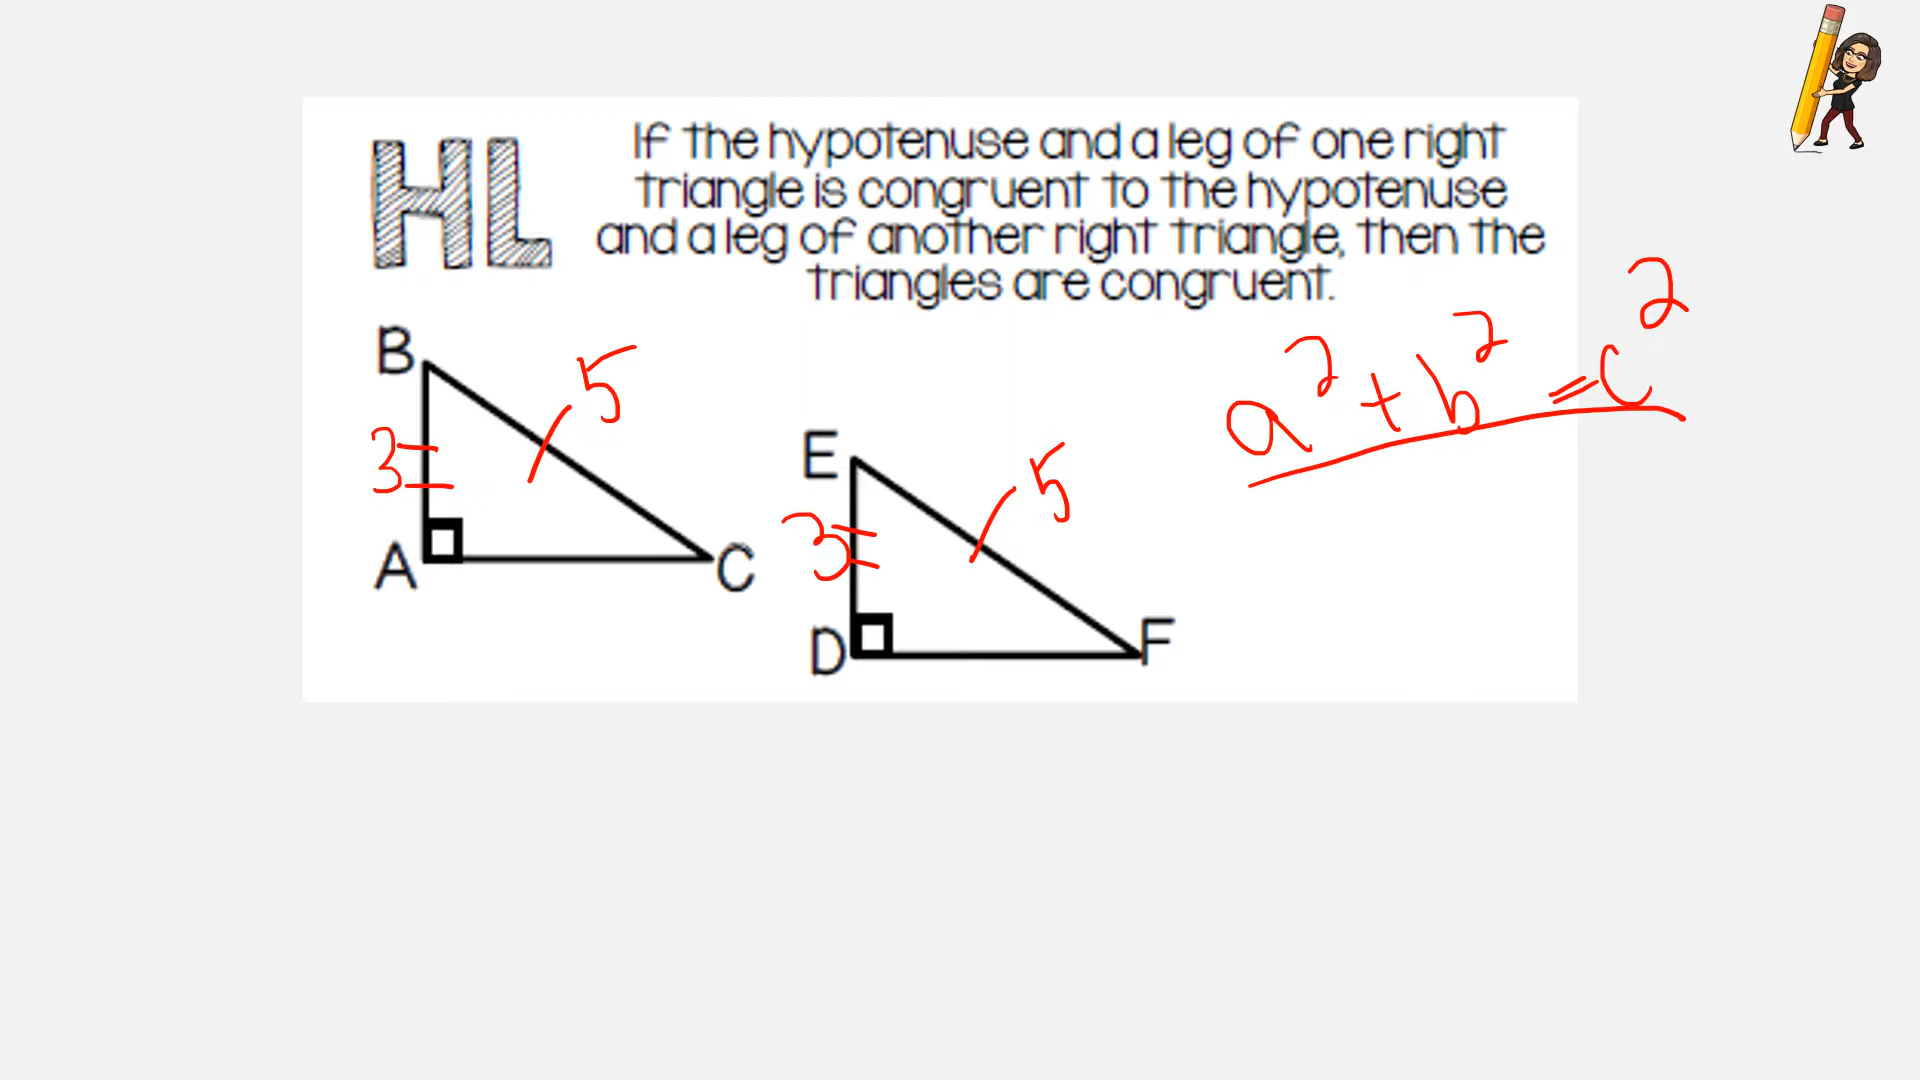 HL
If the hypotenuse and a leg of one right
triangle is congruent to the hypotenuse
and a leg of another right triangle, then the
triangles are congruent.
a² + b² = c²
B
5
3
A
C
E
5
3
D
F